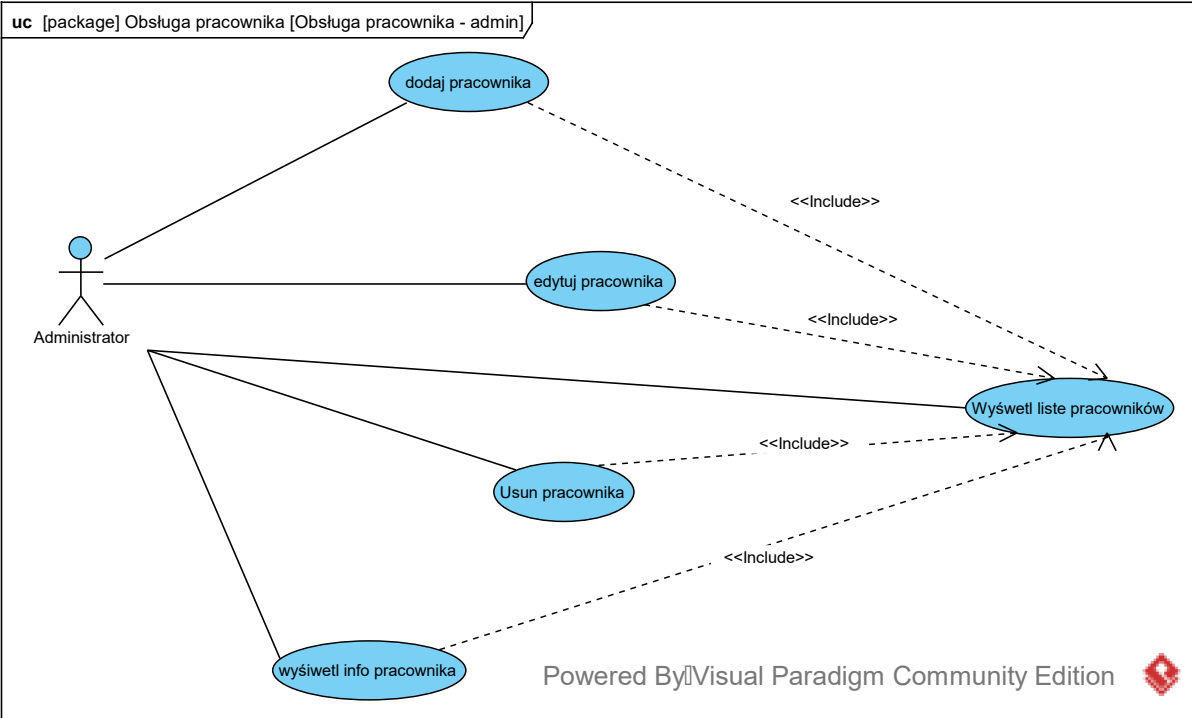 uc [package] Obsługa pracownika [Obsługa pracownika - admin]
dodaj pracownika
<<Include>>
edytuj pracownika
<<Include>>
Administrator
Wyśwetl liste pracowników
<<Include>>
Usun pracownika
<<Include>>
wyśiwetl info pracownika
Powered By▯Visual Paradigm Community Edition